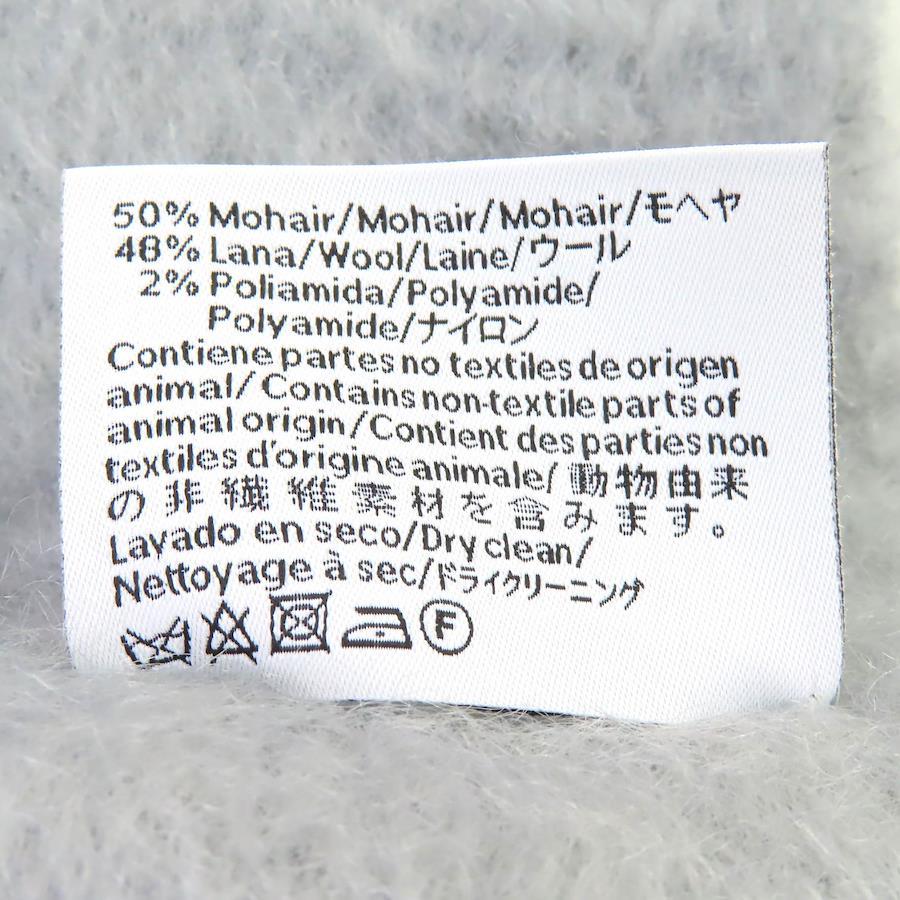 50% Mohair/Mohair/Mohair/モヘヤ
48% Lana/Wool/Laine/ウール
2% Poliamida/Polyamide/
Polyamide/ナイロン
Contiene partes no textiles de origen
animal/Contains non-textile parts of
animal origin/Contient des parties non
textiles d'origine animale/動物由来
の非繊維素材を含みます。
Lavado en seco/Dry clean/
Nettoyage à sec/ドライクリーニング
F